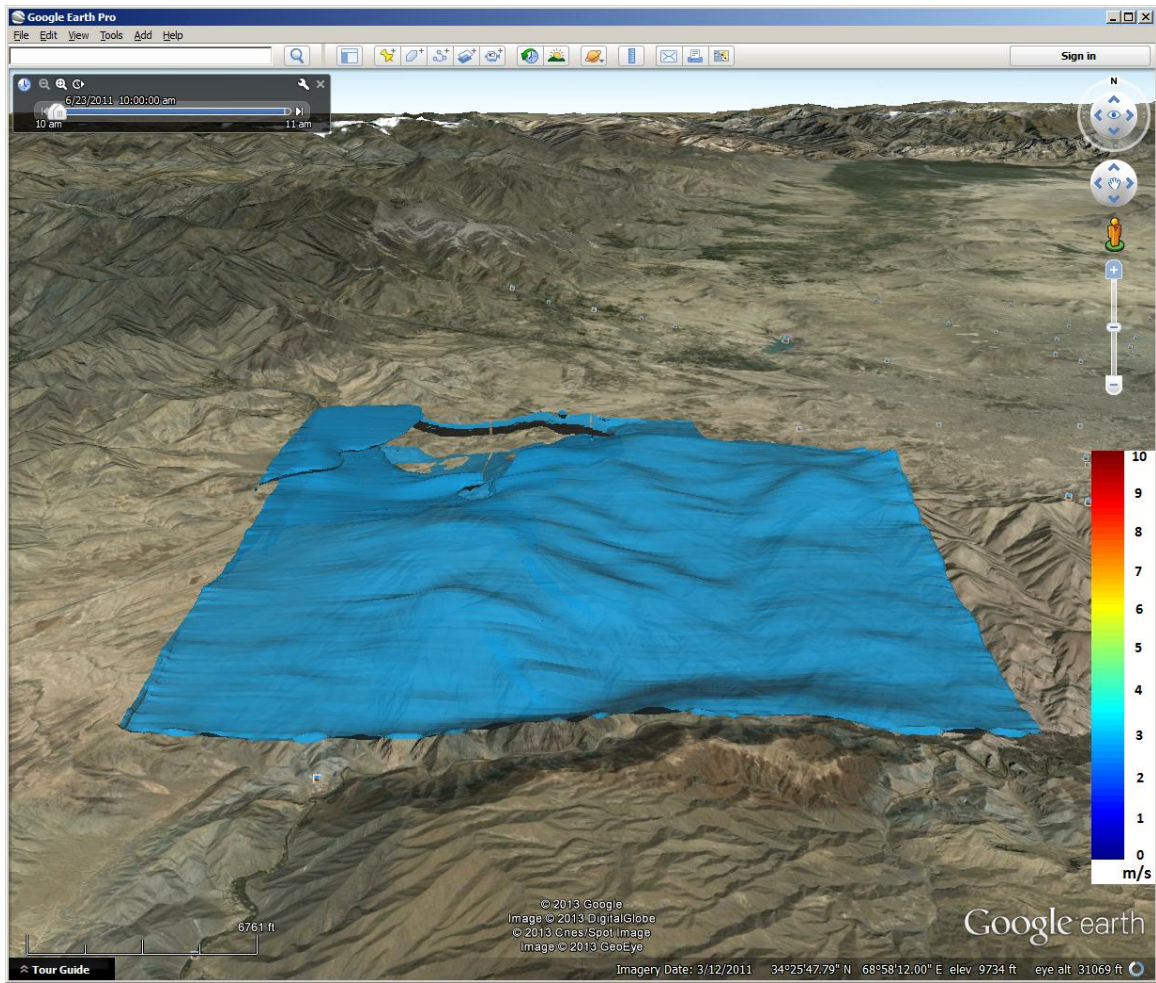 Google Earth Pro
File Edit View Tools Add Help
Sign in
6/23/2011 10:00:00 am
10 am 11 am
N
10
9
8
7
6
5
4
3
2
1
0
m/s
6761 ft
© 2013 Google
Image © 2013 DigitalGlobe
© 2013 Cnes/Spot Image
Image © 2013 GeoEye
Google earth
Tour Guide
Imagery Date: 3/12/2011 34°25'47.79" N 68°58'12.00" E elev 9734 ft eye alt 31069 ft